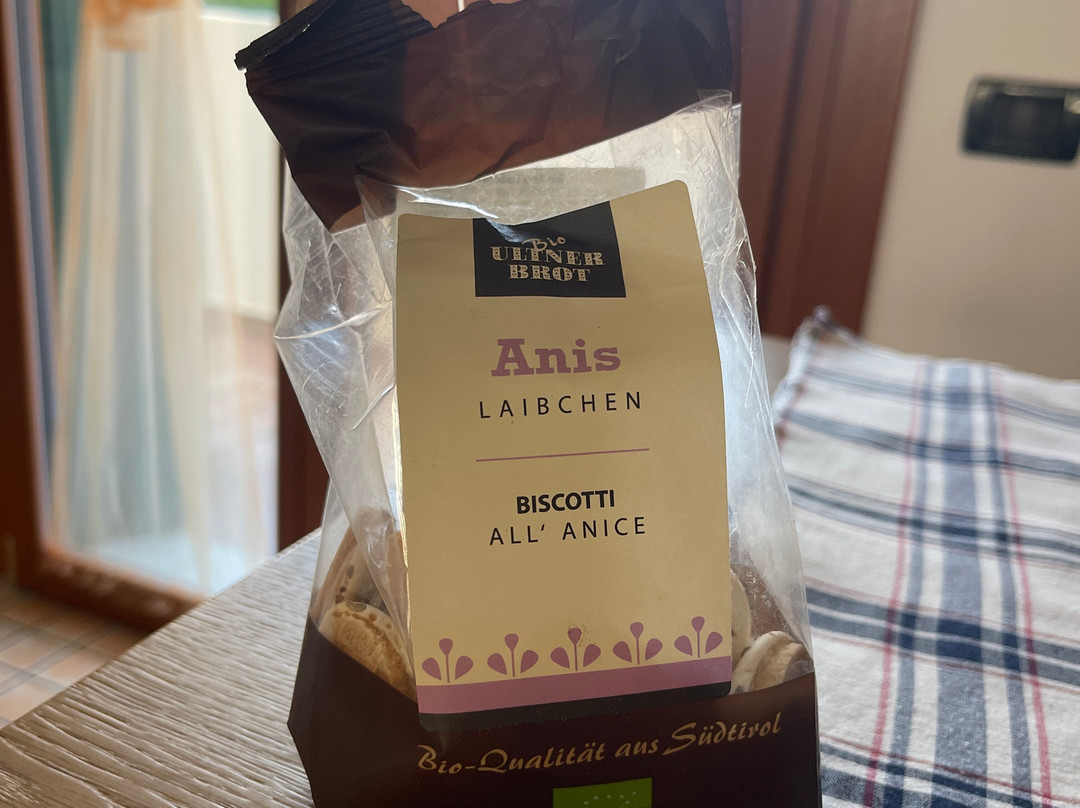 Bio
ULTNER
BROT
Anis
LAIBCHEN
BISCOTTI
ALL' ANICE
Bio-Qualität aus Südtirol